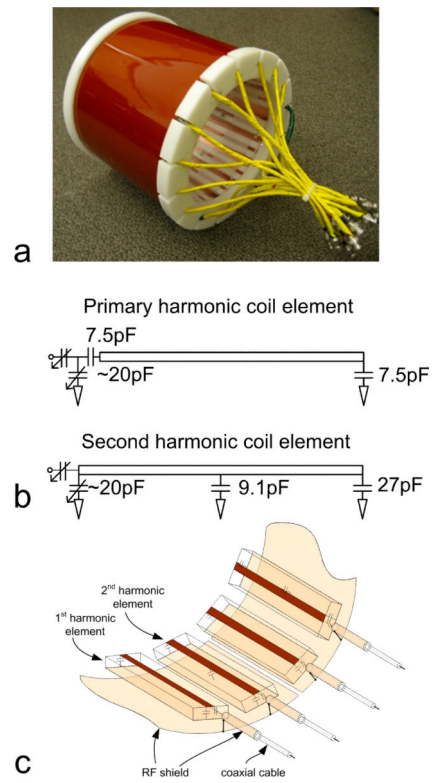 a
Primary harmonic coil element
7.5pF
~20pF
7.5pF
Second harmonic coil element
~20pF
9.1pF
27pF
b
2nd harmonic
element
1st harmonic
element
RF shield
coaxial cable
c